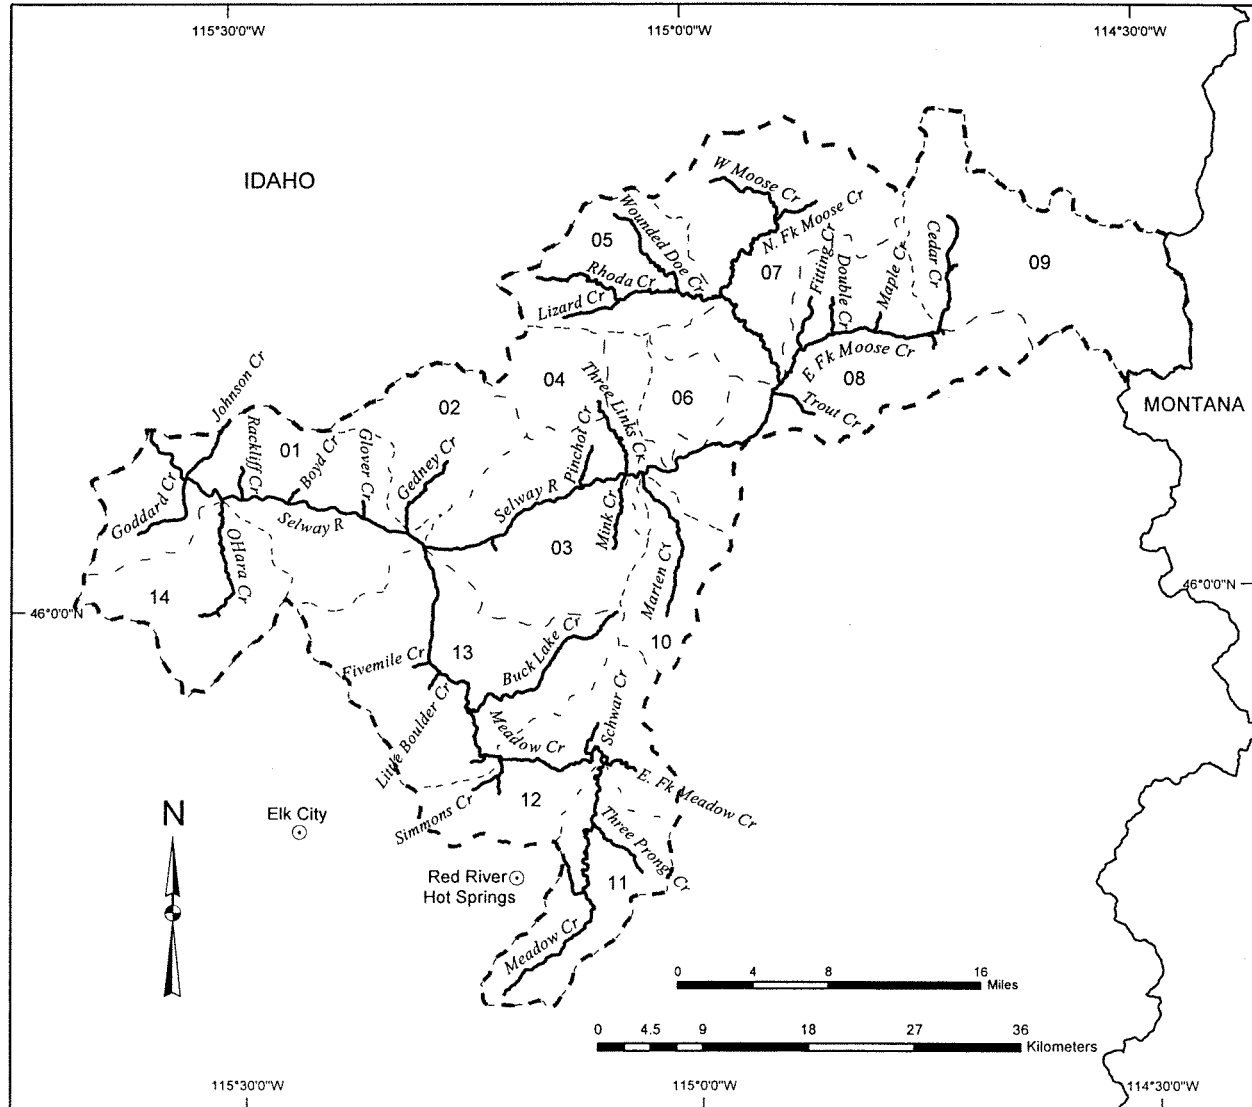 115°30'0"W
115°0'0"W
114°30'0"W
IDAHO
W Moose Cr
Wounded Doe Cr
N. Fk Moose Cr
Cedar Cr
05
09
07
Fitting Cr
Double Cr
Maple Cr
Rhoda Cr
Lizard Cr
E Fk Moose Cr
Johnson Cr
Three Links Ck
04
06
08
Trout Cr
02
MONTANA
Rackliff Cr
01
Boyd Cr
Glover Cr
Gedney Cr
Pinchot Cr
Goddard Cr
Selway R
Selway R
Mink Cr
OHara Cr
03
Marten Cr
14
46°0'0"N
46°0'0"N
10
Fivemile Cr
13
Buck Lake Cr
Little Boulder Cr
Meadow Cr
Schwar Cr
E. Fk Meadow Cr
N
Elk City
Simmons Cr
12
Three Prong Cr
Red River
Hot Springs
11
Meadow Cr
0 4 8 16
Miles
0 4.5 9 18 27 36
Kilometers
115°30'0"W
115°0'0"W
114°30'0"W